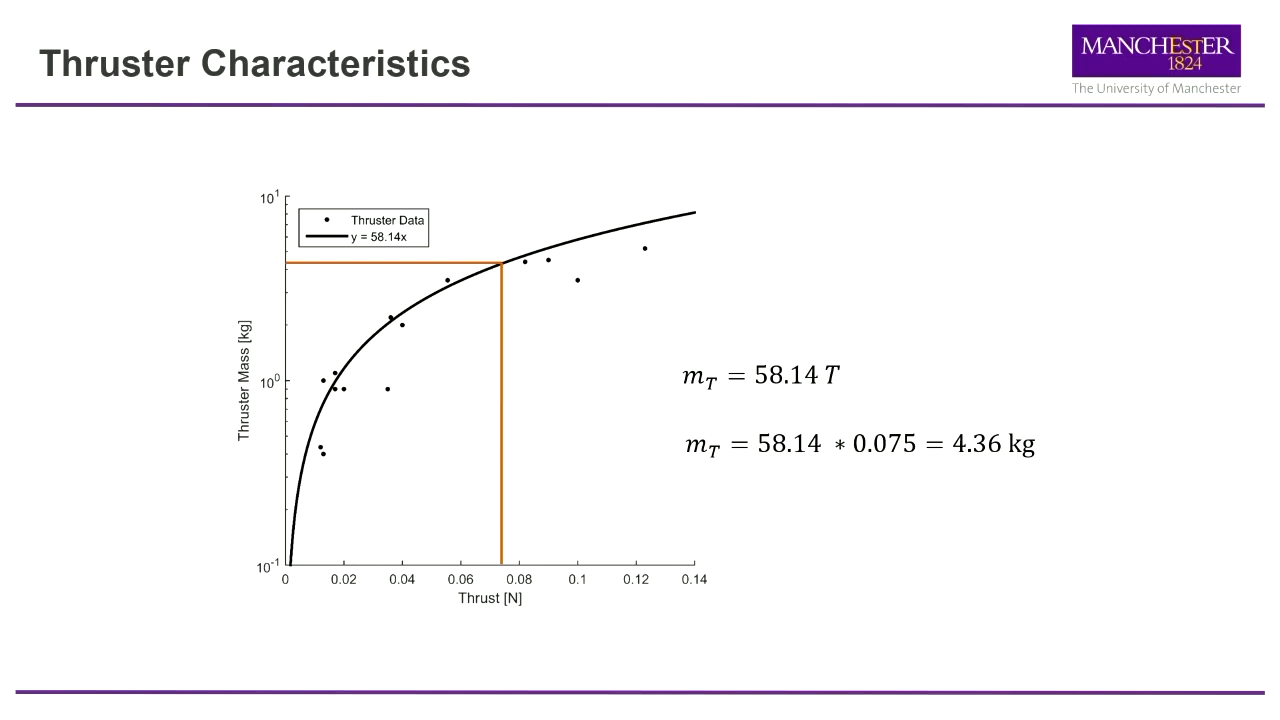 Thruster Characteristics
MANCHESTER
1824
The University of Manchester
10^1
Thruster Data
y = 58.14x
Thruster Mass [kg]
10^0
m_T = 58.14 T
m_T = 58.14 * 0.075 = 4.36 kg
10^-1
0 0.02 0.04 0.06 0.08 0.1 0.12 0.14
Thrust [N]